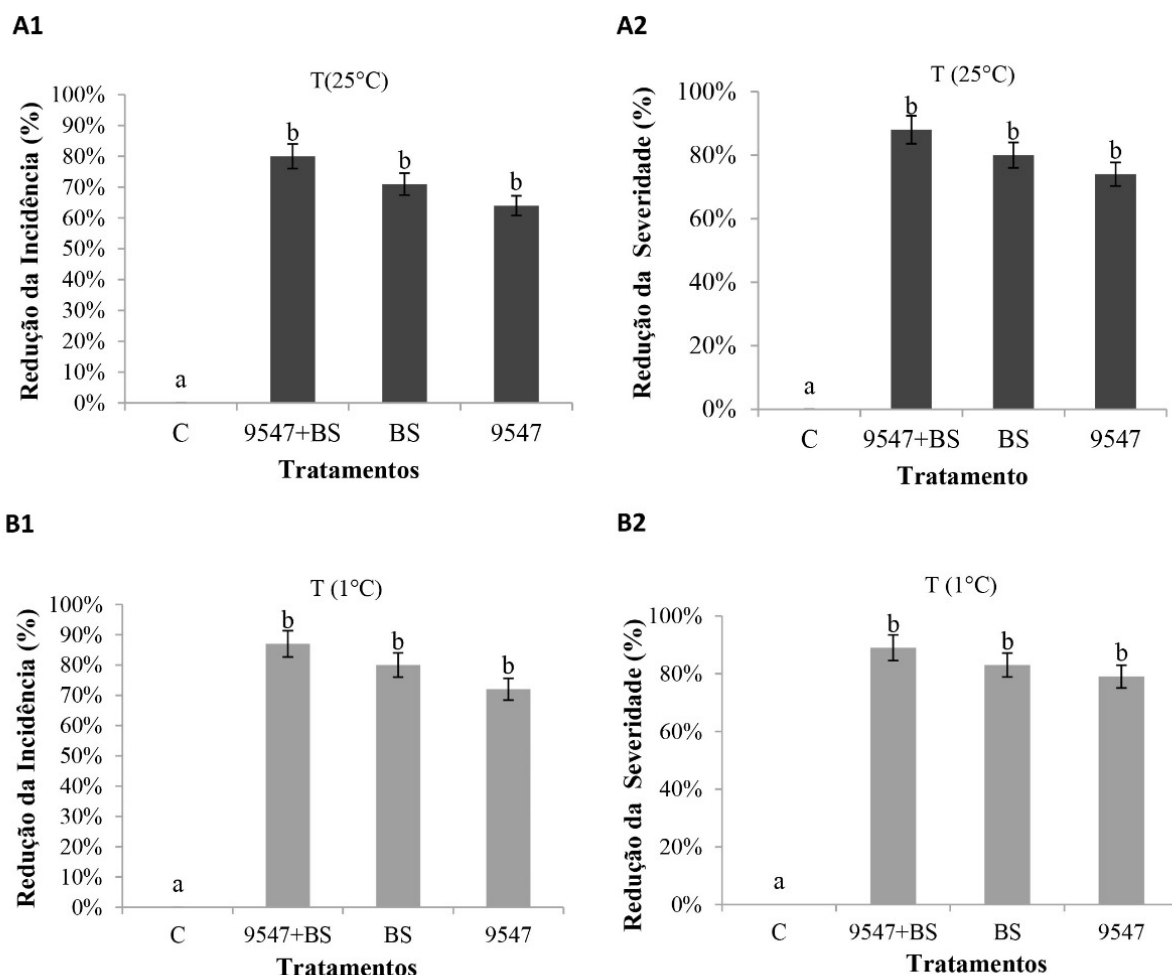 A1
T(25°C)
Redução da Incidência (%)
100%
90%
80%
70%
60%
50%
40%
30%
20%
10%
0%
a
b
b
b
C 9547+BS BS 9547
Tratamentos
A2
T (25°C)
Redução da Severidade (%)
100%
80%
60%
40%
20%
0%
a
b
b
b
C 9547+BS BS 9547
Tratamento
B1
T (1°C)
Redução da Incidência (%)
100%
90%
80%
70%
60%
50%
40%
30%
20%
10%
0%
a
b
b
b
C 9547+BS BS 9547
Tratamentos
B2
T (1°C)
Redução da Severidade (%)
100%
80%
60%
40%
20%
0%
a
b
b
b
C 9547+BS BS 9547
Tratamentos